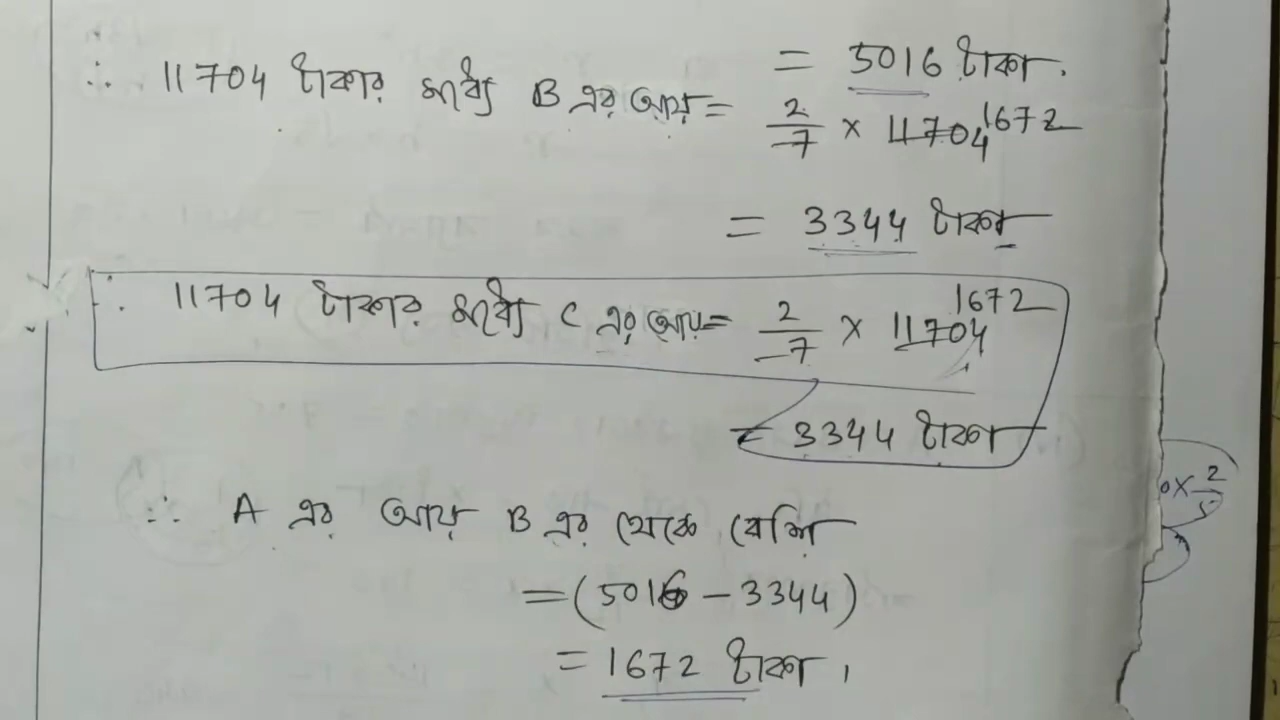 = 5016 টাকা.
∴ 11704 টাকার মধ্যে B এর আয় = 2/7 × 11704 1672
= 3344 টাকা
∴ 11704 টাকার মধ্যে C এর আয় = 2/7 × 11704 1672
= 3344 টাকা
∴ A এর আয় B এর থেকে বেশি
= (5016 – 3344)
= 1672 টাকা।